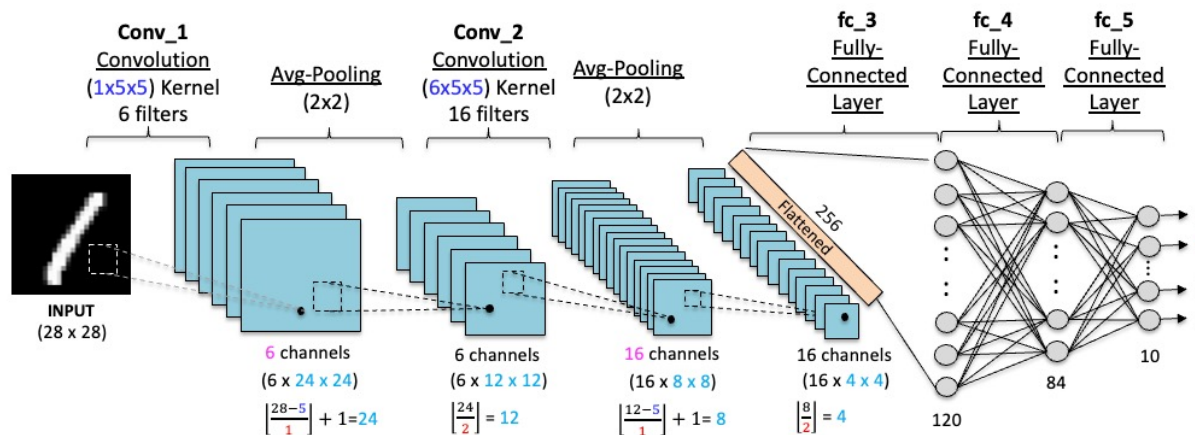 Conv_1
Convolution
(1x5x5) Kernel
6 filters
Avg-Pooling
(2x2)
Conv_2
Convolution
(6x5x5) Kernel
16 filters
Avg-Pooling
(2x2)
fc_3
Fully-
Connected
Layer
fc_4
Fully-
Connected
Layer
fc_5
Fully-
Connected
Layer
INPUT
(28 x 28)
6 channels
(6 x 24 x 24)
⌊28−5/1⌋ + 1=24
6 channels
(6 x 12 x 12)
⌊24/2⌋ = 12
16 channels
(16 x 8 x 8)
⌊12−5/1⌋ + 1= 8
16 channels
(16 x 4 x 4)
⌊8/2⌋ = 4
256
Flattened
120
84
10